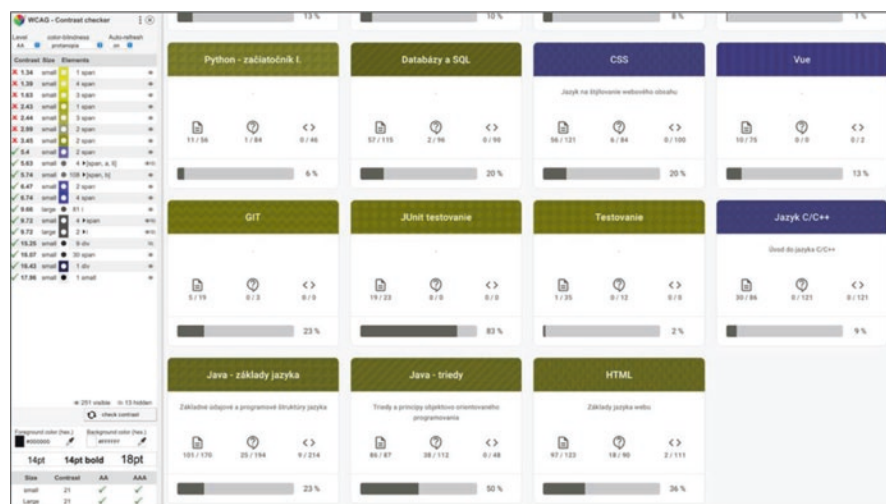 WCAG - Contrast checker
Level color-blindness Auto-refresh
AA protanopia on
Contrast Size Elements
1.34 small 1 span
1.39 small 4 span
1.63 small 3 span
2.43 small 1 span
2.44 small 3 span
2.89 small 2 span
3.45 small 2 span
5.4 small 2 span
5.63 small 4 [span, a, li]
5.74 small 108 [span, h]
6.47 small 2 span
6.74 small 4 span
9.66 large 81 i
9.72 small 4 span
9.72 large 2 i
15.25 small 9 div
16.07 small 30 span
16.43 small 1 div
17.96 small 1 small
251 visible 13 hidden
check contrast
Foreground color (hex.) Background color (hex.)
#000000 #FFFFFF
14pt 14pt bold 18pt
Size Contrast AA AAA
small 21
Large 21
13 % 10 % 8 % 1 %
Python - začiatočník I.
11 / 56 1 / 84 0 / 46
6 %
Databázy a SQL
57 / 115 2 / 96 0 / 90
20 %
CSS
Jazyk na štýlovanie webového obsahu
56 / 121 6 / 84 0 / 100
20 %
Vue
10 / 75 0 / 0 0 / 2
13 %
GIT
5 / 19 0 / 3 0 / 0
23 %
JUnit testovanie
19 / 23 0 / 0 0 / 0
83 %
Testovanie
1 / 35 0 / 12 0 / 0
2 %
Jazyk C/C++
Úvod do jazyka C/C++
30 / 86 0 / 121 0 / 121
9 %
Java - základy jazyka
Základné údajové a programové štruktúry jazyka
101 / 170 25 / 194 9 / 214
23 %
Java - triedy
Triedy a princípy objektovo orientovaného
programovania
86 / 87 38 / 112 0 / 48
50 %
HTML
Základy jazyka webu
97 / 123 18 / 90 2 / 111
36 %